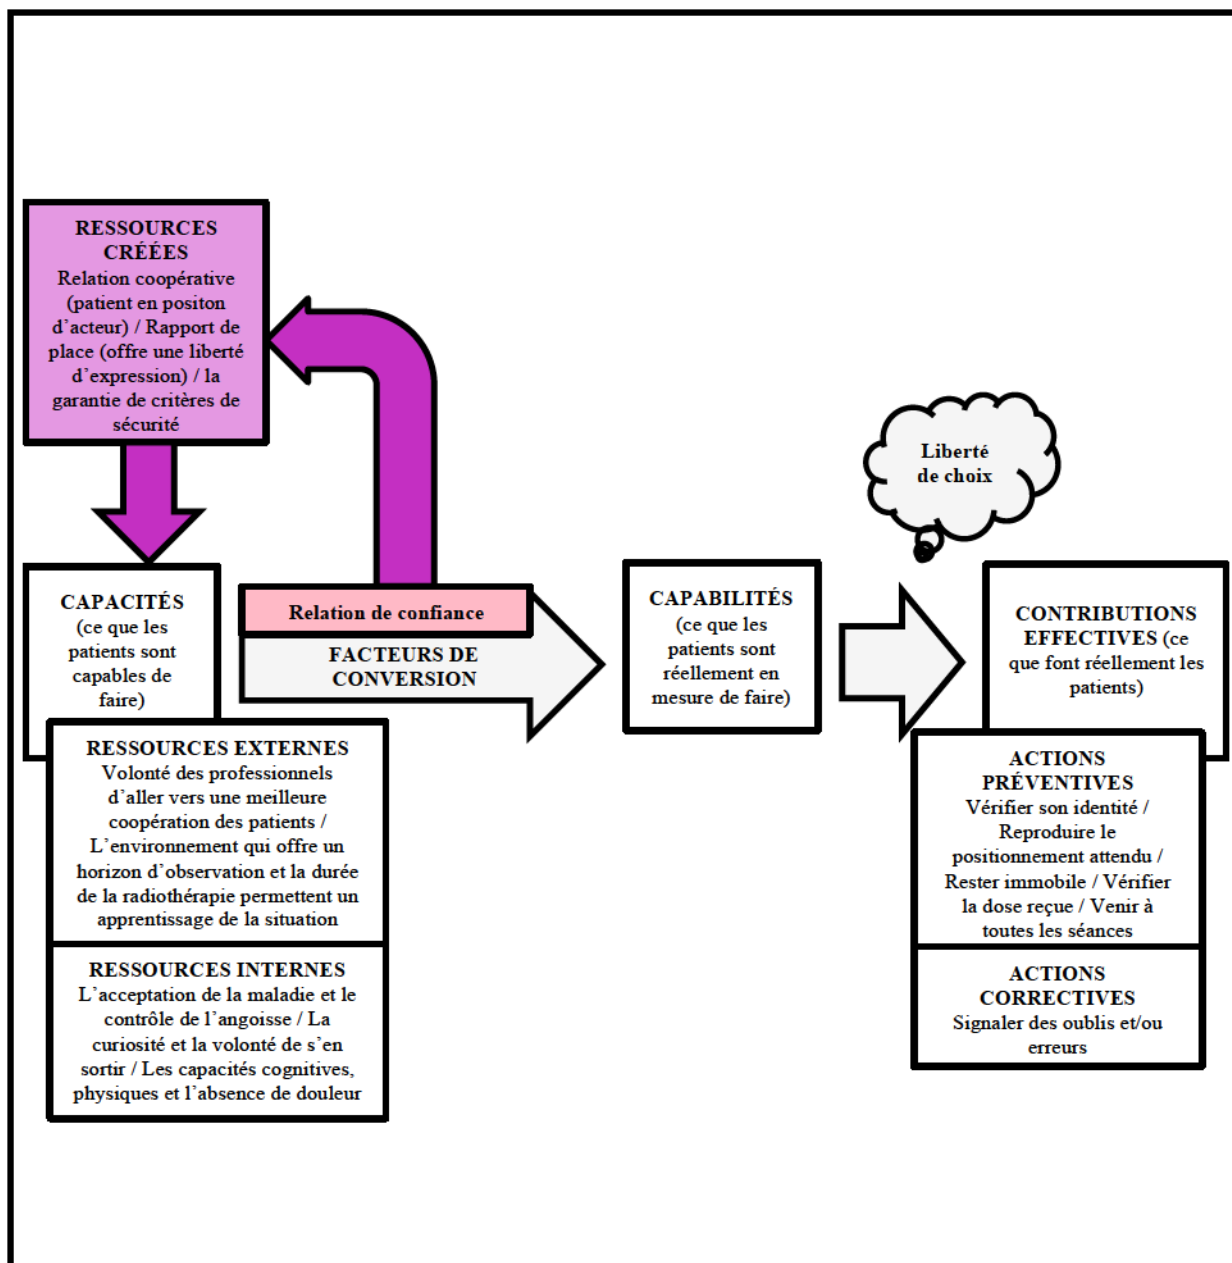 RESSOURCES
CRÉÉES
Relation coopérative
(patient en positon
d’acteur) / Rapport de
place (offre une liberté
d’expression) / la
garantie de critères de
sécurité
Liberté
de choix
CAPACITÉS
(ce que les
patients sont
capables de
faire)
Relation de confiance
FACTEURS DE
CONVERSION
CAPABILITÉS
(ce que les
patients sont
réellement en
mesure de faire)
CONTRIBUTIONS
EFFECTIVES (ce
que font réellement les
patients)
RESSOURCES EXTERNES
Volonté des professionnels
d’aller vers une meilleure
coopération des patients /
L’environnement qui offre un
horizon d’observation et la durée
de la radiothérapie permettent un
apprentissage de la situation
RESSOURCES INTERNES
L’acceptation de la maladie et le
contrôle de l’angoisse / La
curiosité et la volonté de s’en
sortir / Les capacités cognitives,
physiques et l’absence de douleur
ACTIONS
PRÉVENTIVES
Vérifier son identité /
Reproduire le
positionnement attendu /
Rester immobile / Vérifier
la dose reçue / Venir à
toutes les séances
ACTIONS
CORRECTIVES
Signaler des oublis et/ou
erreurs